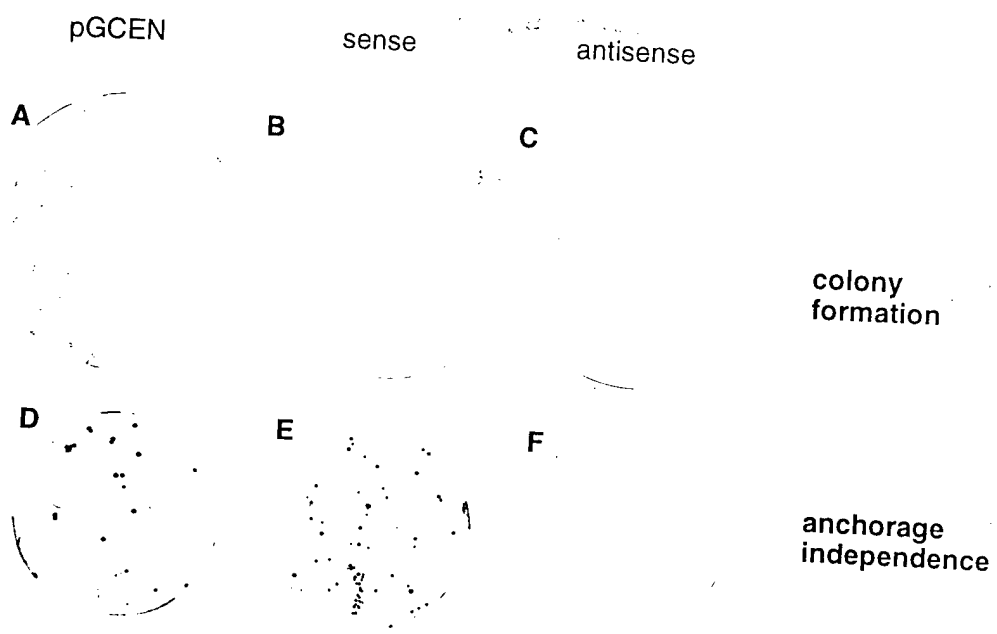 pGCEN
sense
antisense
A
B
C
colony
formation
D
E
F
anchorage
independence